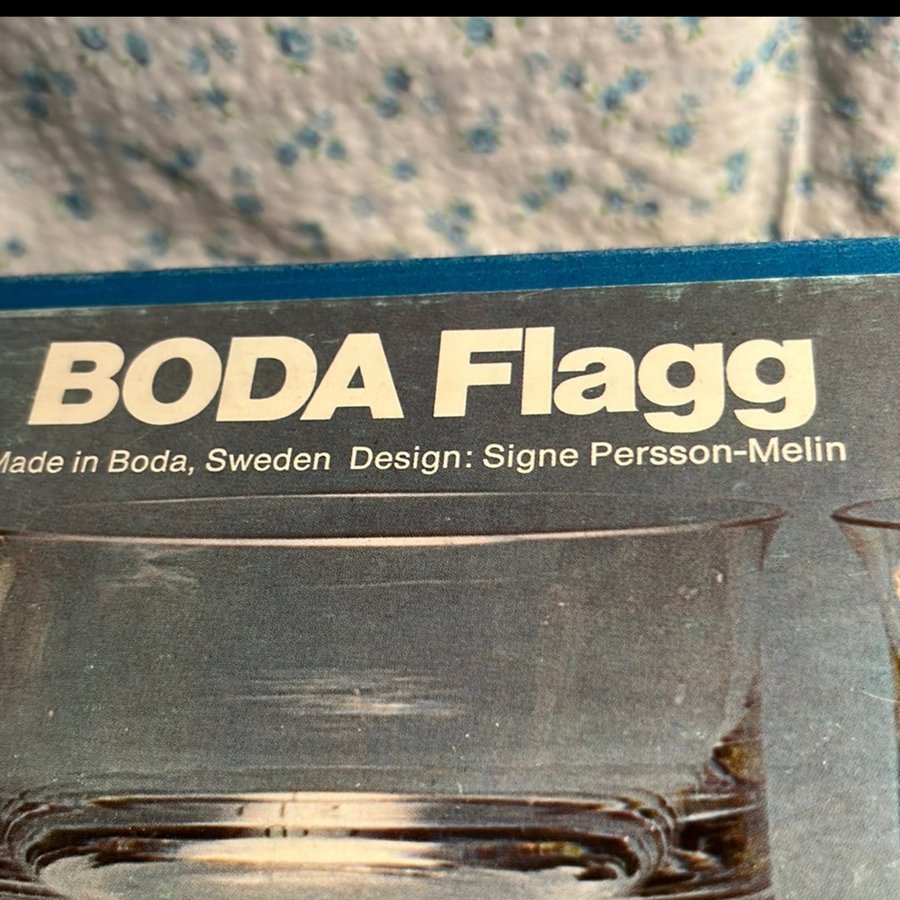 BODA Flagg
Made in Boda, Sweden Design: Signe Persson-Melin